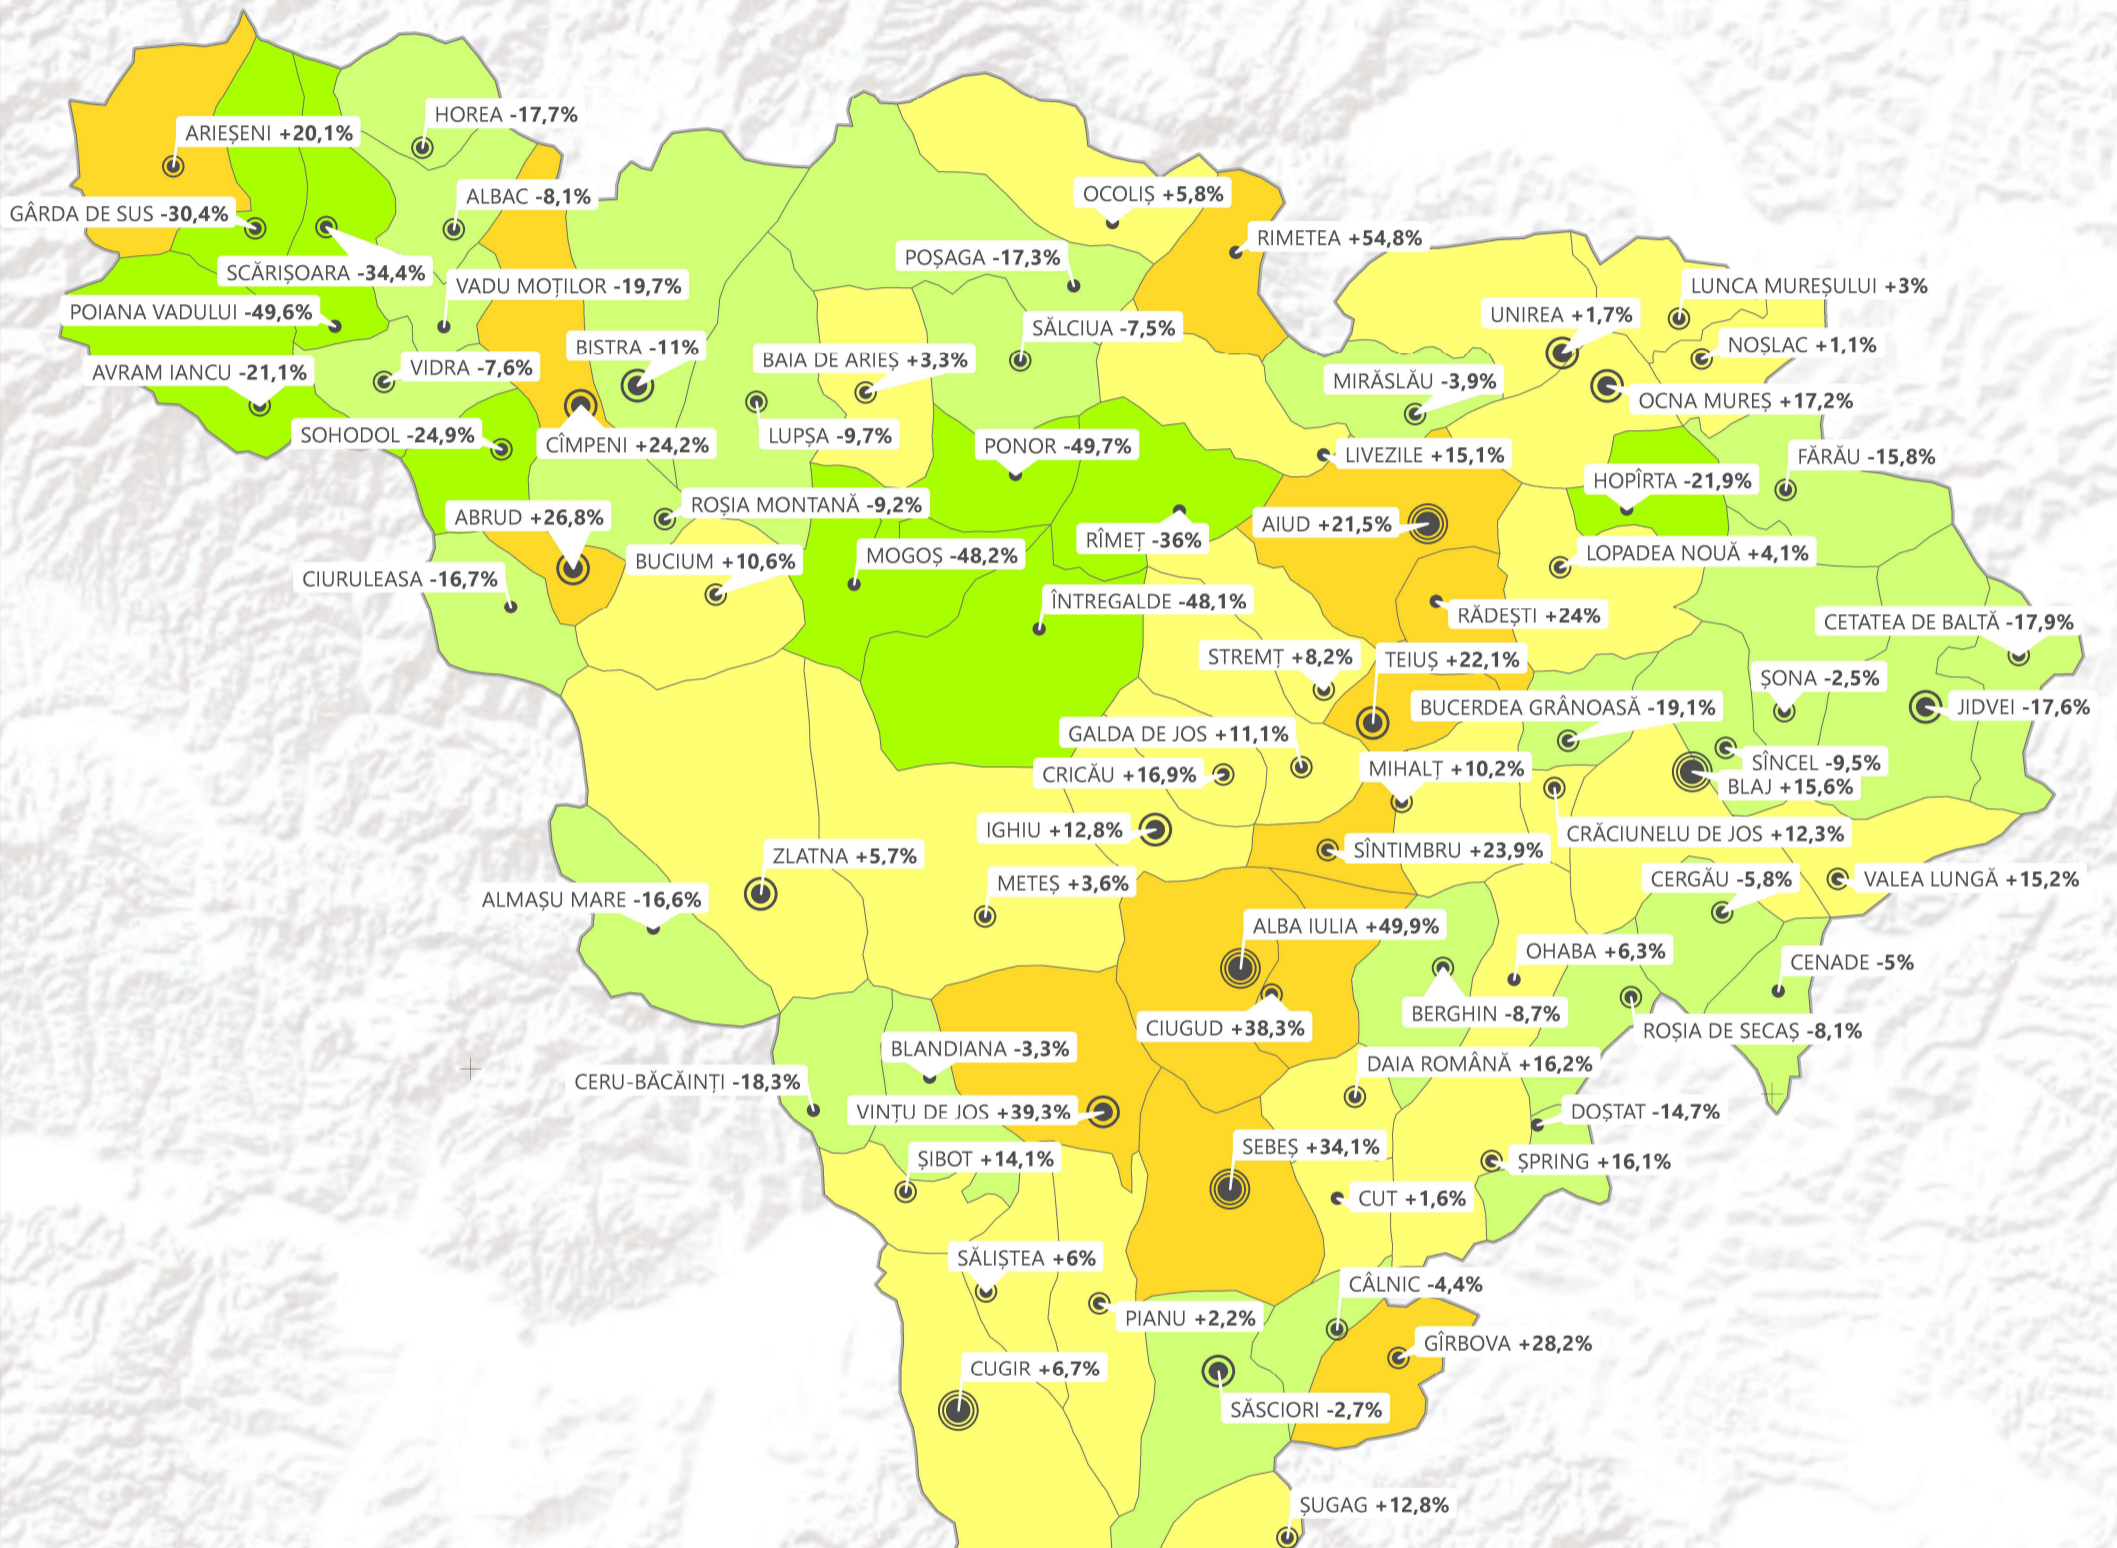 HOREA -17,7%
ARIEȘENI +20,1%
ALBAC -8,1%
OCOLIȘ +5,8%
GÂRDA DE SUS -30,4%
RIMETEA +54,8%
POȘAGA -17,3%
SCĂRIȘOARA -34,4%
VADU MOȚILOR -19,7%
LUNCA MUREȘULUI +3%
POIANA VADULUI -49,6%
UNIREA +1,7%
SĂLCIUA -7,5%
BISTRA -11%
NOȘLAC +1,1%
BAIA DE ARIEȘ +3,3%
VIDRA -7,6%
AVRAM IANCU -21,1%
MIRĂSLĂU -3,9%
OCNA MUREȘ +17,2%
SOHODOL -24,9%
LUPȘA -9,7%
CÎMPENI +24,2%
PONOR -49,7%
LIVEZILE +15,1%
FĂRĂU -15,8%
HOPÎRTA -21,9%
ROȘIA MONTANĂ -9,2%
ABRUD +26,8%
AIUD +21,5%
RÎMEȚ -36%
LOPADEA NOUĂ +4,1%
MOGOȘ -48,2%
BUCIUM +10,6%
CIURULEASA -16,7%
ÎNTREGALDE -48,1%
RĂDEȘTI +24%
CETATEA DE BALTĂ -17,9%
STREMȚ +8,2%
TEIUȘ +22,1%
ȘONA -2,5%
BUCERDEA GRÂNOASĂ -19,1%
JIDVEI -17,6%
GALDA DE JOS +11,1%
SÎNCEL -9,5%
MIHALȚ +10,2%
CRICĂU +16,9%
BLAJ +15,6%
IGHIU +12,8%
CRĂCIUNELU DE JOS +12,3%
SÎNTIMBRU +23,9%
ZLATNA +5,7%
CERGĂU -5,8%
VALEA LUNGĂ +15,2%
METEȘ +3,6%
ALMAȘU MARE -16,6%
ALBA IULIA +49,9%
OHABA +6,3%
CENADE -5%
BERGHIN -8,7%
CIUGUD +38,3%
ROȘIA DE SECAȘ -8,1%
BLANDIANA -3,3%
DAIA ROMÂNĂ +16,2%
CERU-BĂCĂINȚI -18,3%
VINȚU DE JOS +39,3%
DOȘTAT -14,7%
SEBEȘ +34,1%
ȘIBOT +14,1%
ȘPRING +16,1%
CUT +1,6%
SĂLIȘTEA +6%
CÂLNIC -4,4%
PIANU +2,2%
GÎRBOVA +28,2%
CUGIR +6,7%
SĂSCIORI -2,7%
ȘUGAG +12,8%